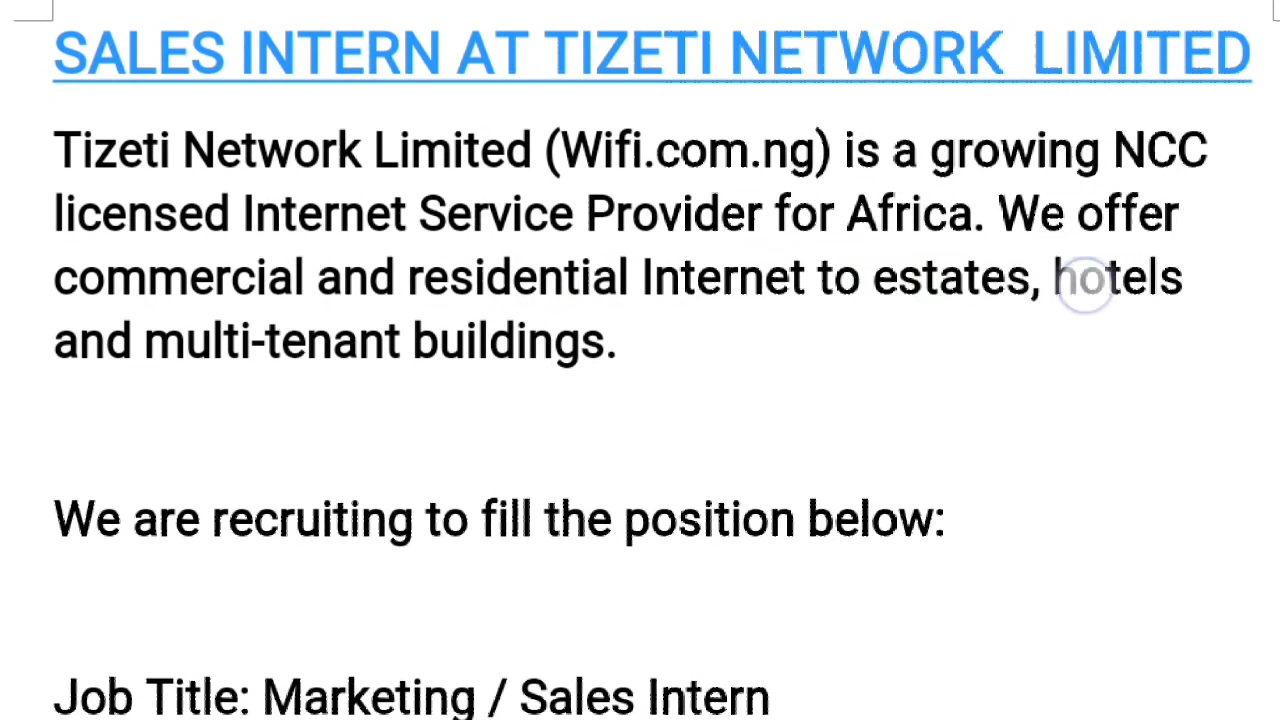 SALES INTERN AT TIZETI NETWORK LIMITED
Tizeti Network Limited (Wifi.com.ng) is a growing NCC
licensed Internet Service Provider for Africa. We offer
commercial and residential Internet to estates, hotels
and multi-tenant buildings.
We are recruiting to fill the position below:
Job Title: Marketing / Sales Intern